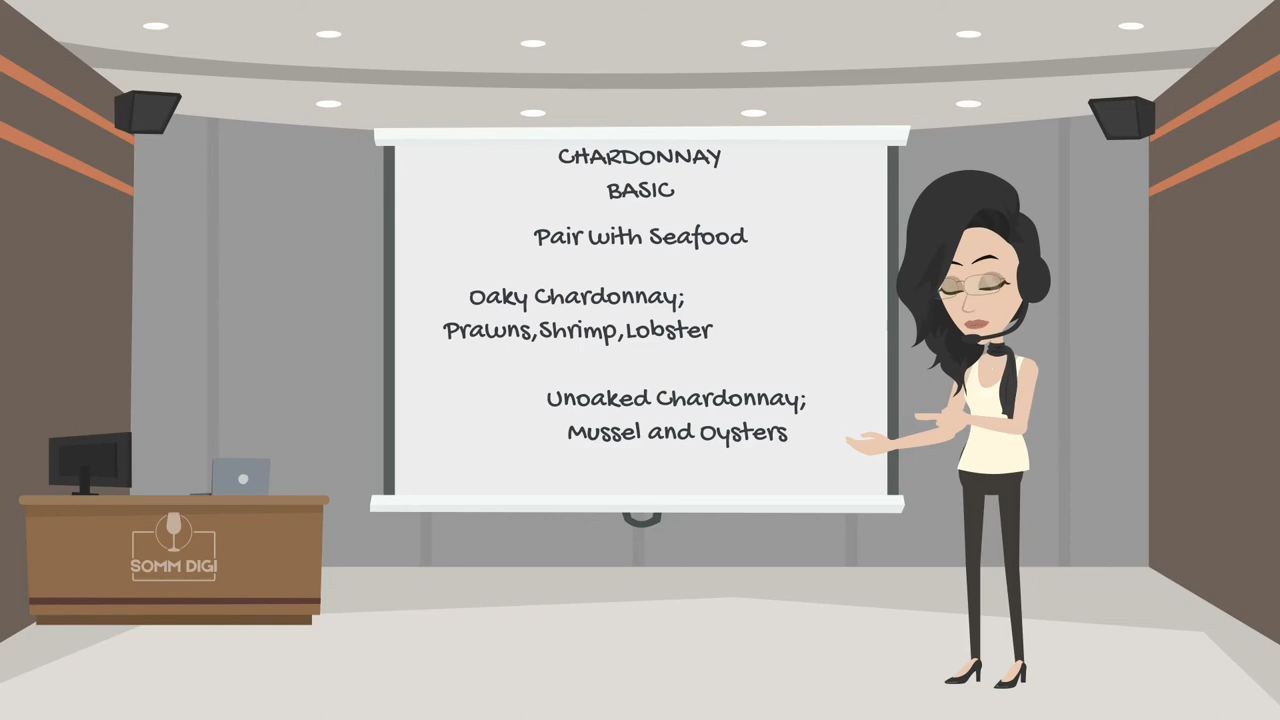 CHARDONNAY
BASIC
Pair with Seafood
Oaky Chardonnay;
Prawns,Shrimp,Lobster
Unoaked Chardonnay;
Mussel and Oysters
SOMM DIGI